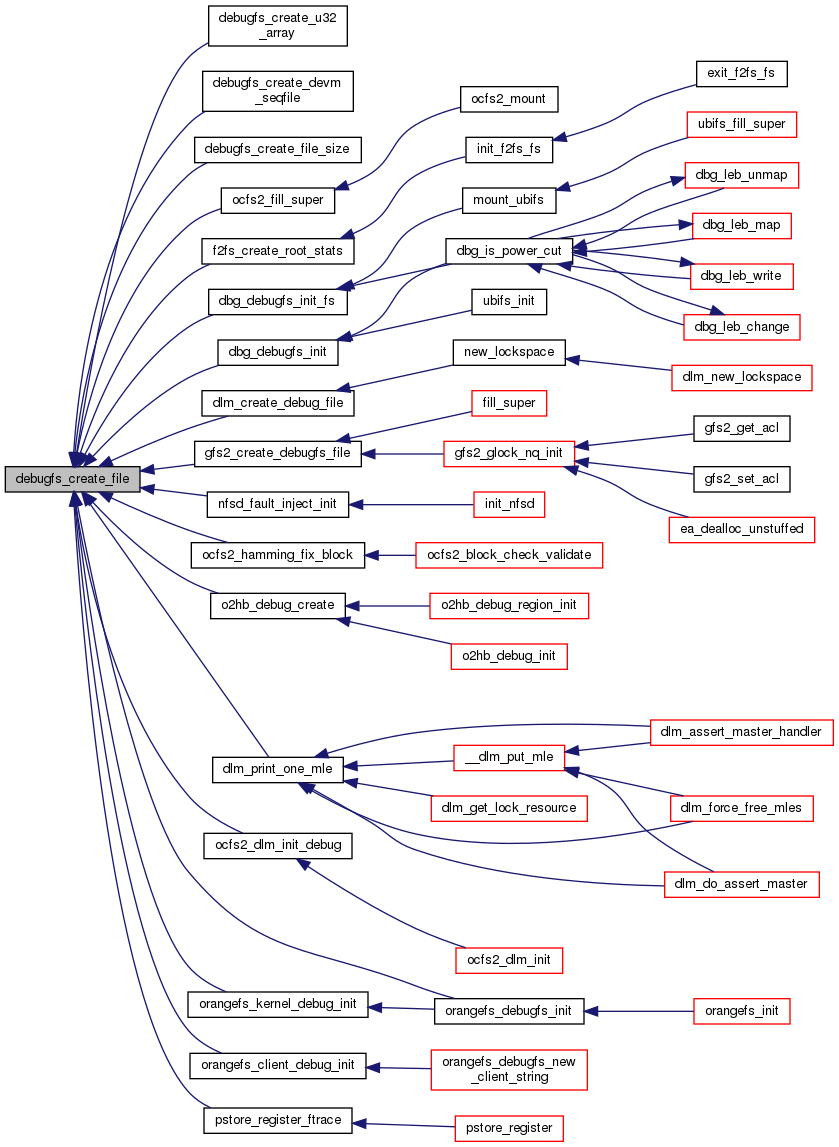 debugfs_create_u32
_array
debugfs_create_devm
_seqfile
debugfs_create_file_size
ocfs2_fill_super
f2fs_create_root_stats
dbg_debugfs_init_fs
dbg_debugfs_init
dlm_create_debug_file
gfs2_create_debugfs_file
debugfs_create_file
nfsd_fault_inject_init
ocfs2_hamming_fix_block
o2hb_debug_create
dlm_print_one_mle
ocfs2_dlm_init_debug
orangefs_kernel_debug_init
orangefs_client_debug_init
pstore_register_ftrace
ocfs2_mount
init_f2fs_fs
mount_ubifs
dbg_is_power_cut
ubifs_init
new_lockspace
fill_super
gfs2_glock_nq_init
init_nfsd
ocfs2_block_check_validate
o2hb_debug_region_init
o2hb_debug_init
__dlm_put_mle
dlm_get_lock_resource
ocfs2_dlm_init
orangefs_debugfs_init
orangefs_debugfs_new
_client_string
pstore_register
exit_f2fs_fs
ubifs_fill_super
dbg_leb_unmap
dbg_leb_map
dbg_leb_write
dbg_leb_change
dlm_new_lockspace
gfs2_get_acl
gfs2_set_acl
ea_dealloc_unstuffed
dlm_assert_master_handler
dlm_force_free_mles
dlm_do_assert_master
orangefs_init